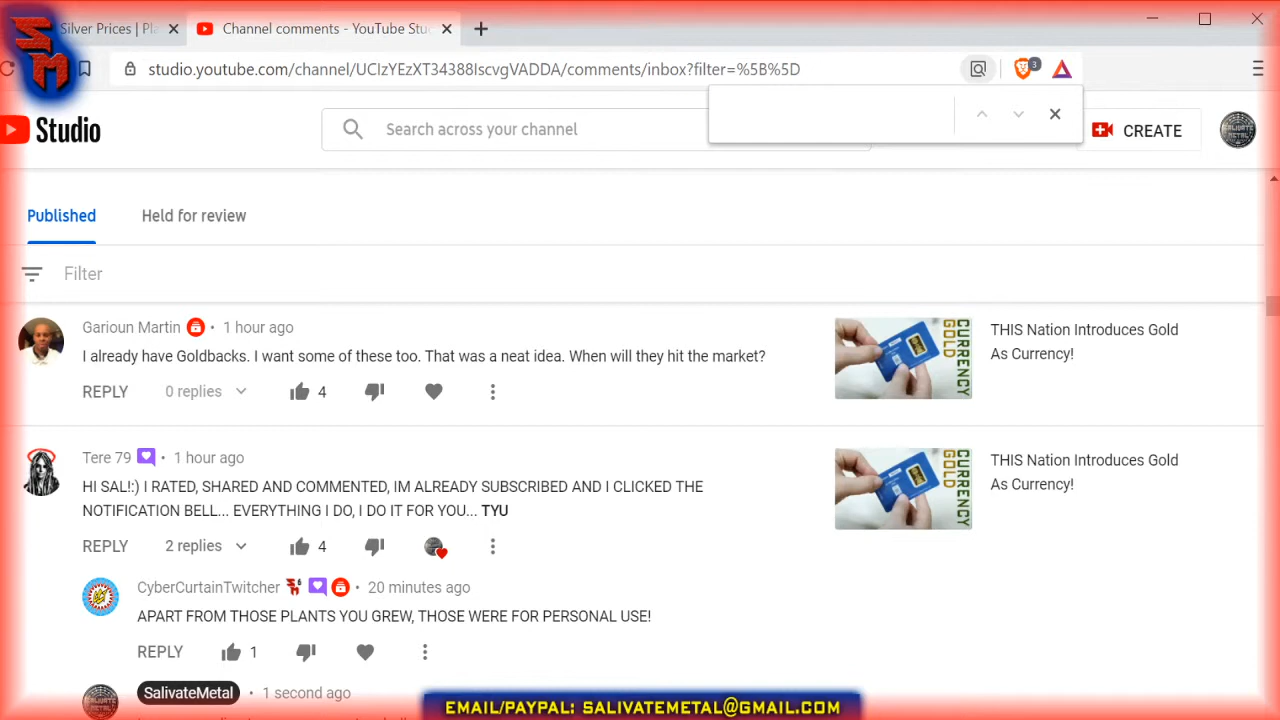 Silver Prices | Pla
Channel comments - YouTube Stu
SM
studio.youtube.com/channel/UCIzYEzXT34388IscvgVADDA/comments/inbox?filter=%5B%5D
3
Studio
Search across your channel
CREATE
Published
Held for review
Filter
Garioun Martin • 1 hour ago
I already have Goldbacks. I want some of these too. That was a neat idea. When will they hit the market?
REPLY 0 replies 4
CURRENCY GOLD
THIS Nation Introduces Gold
As Currency!
Tere 79 • 1 hour ago
HI SAL!:) I RATED, SHARED AND COMMENTED, IM ALREADY SUBSCRIBED AND I CLICKED THE
NOTIFICATION BELL... EVERYTHING I DO, I DO IT FOR YOU... TYU
REPLY 2 replies 4
CURRENCY GOLD
THIS Nation Introduces Gold
As Currency!
CyberCurtainTwitcher • 20 minutes ago
APART FROM THOSE PLANTS YOU GREW, THOSE WERE FOR PERSONAL USE!
REPLY 1
SalivateMetal • 1 second ago
EMAIL/PAYPAL: SALIVATEMETAL@GMAIL.COM